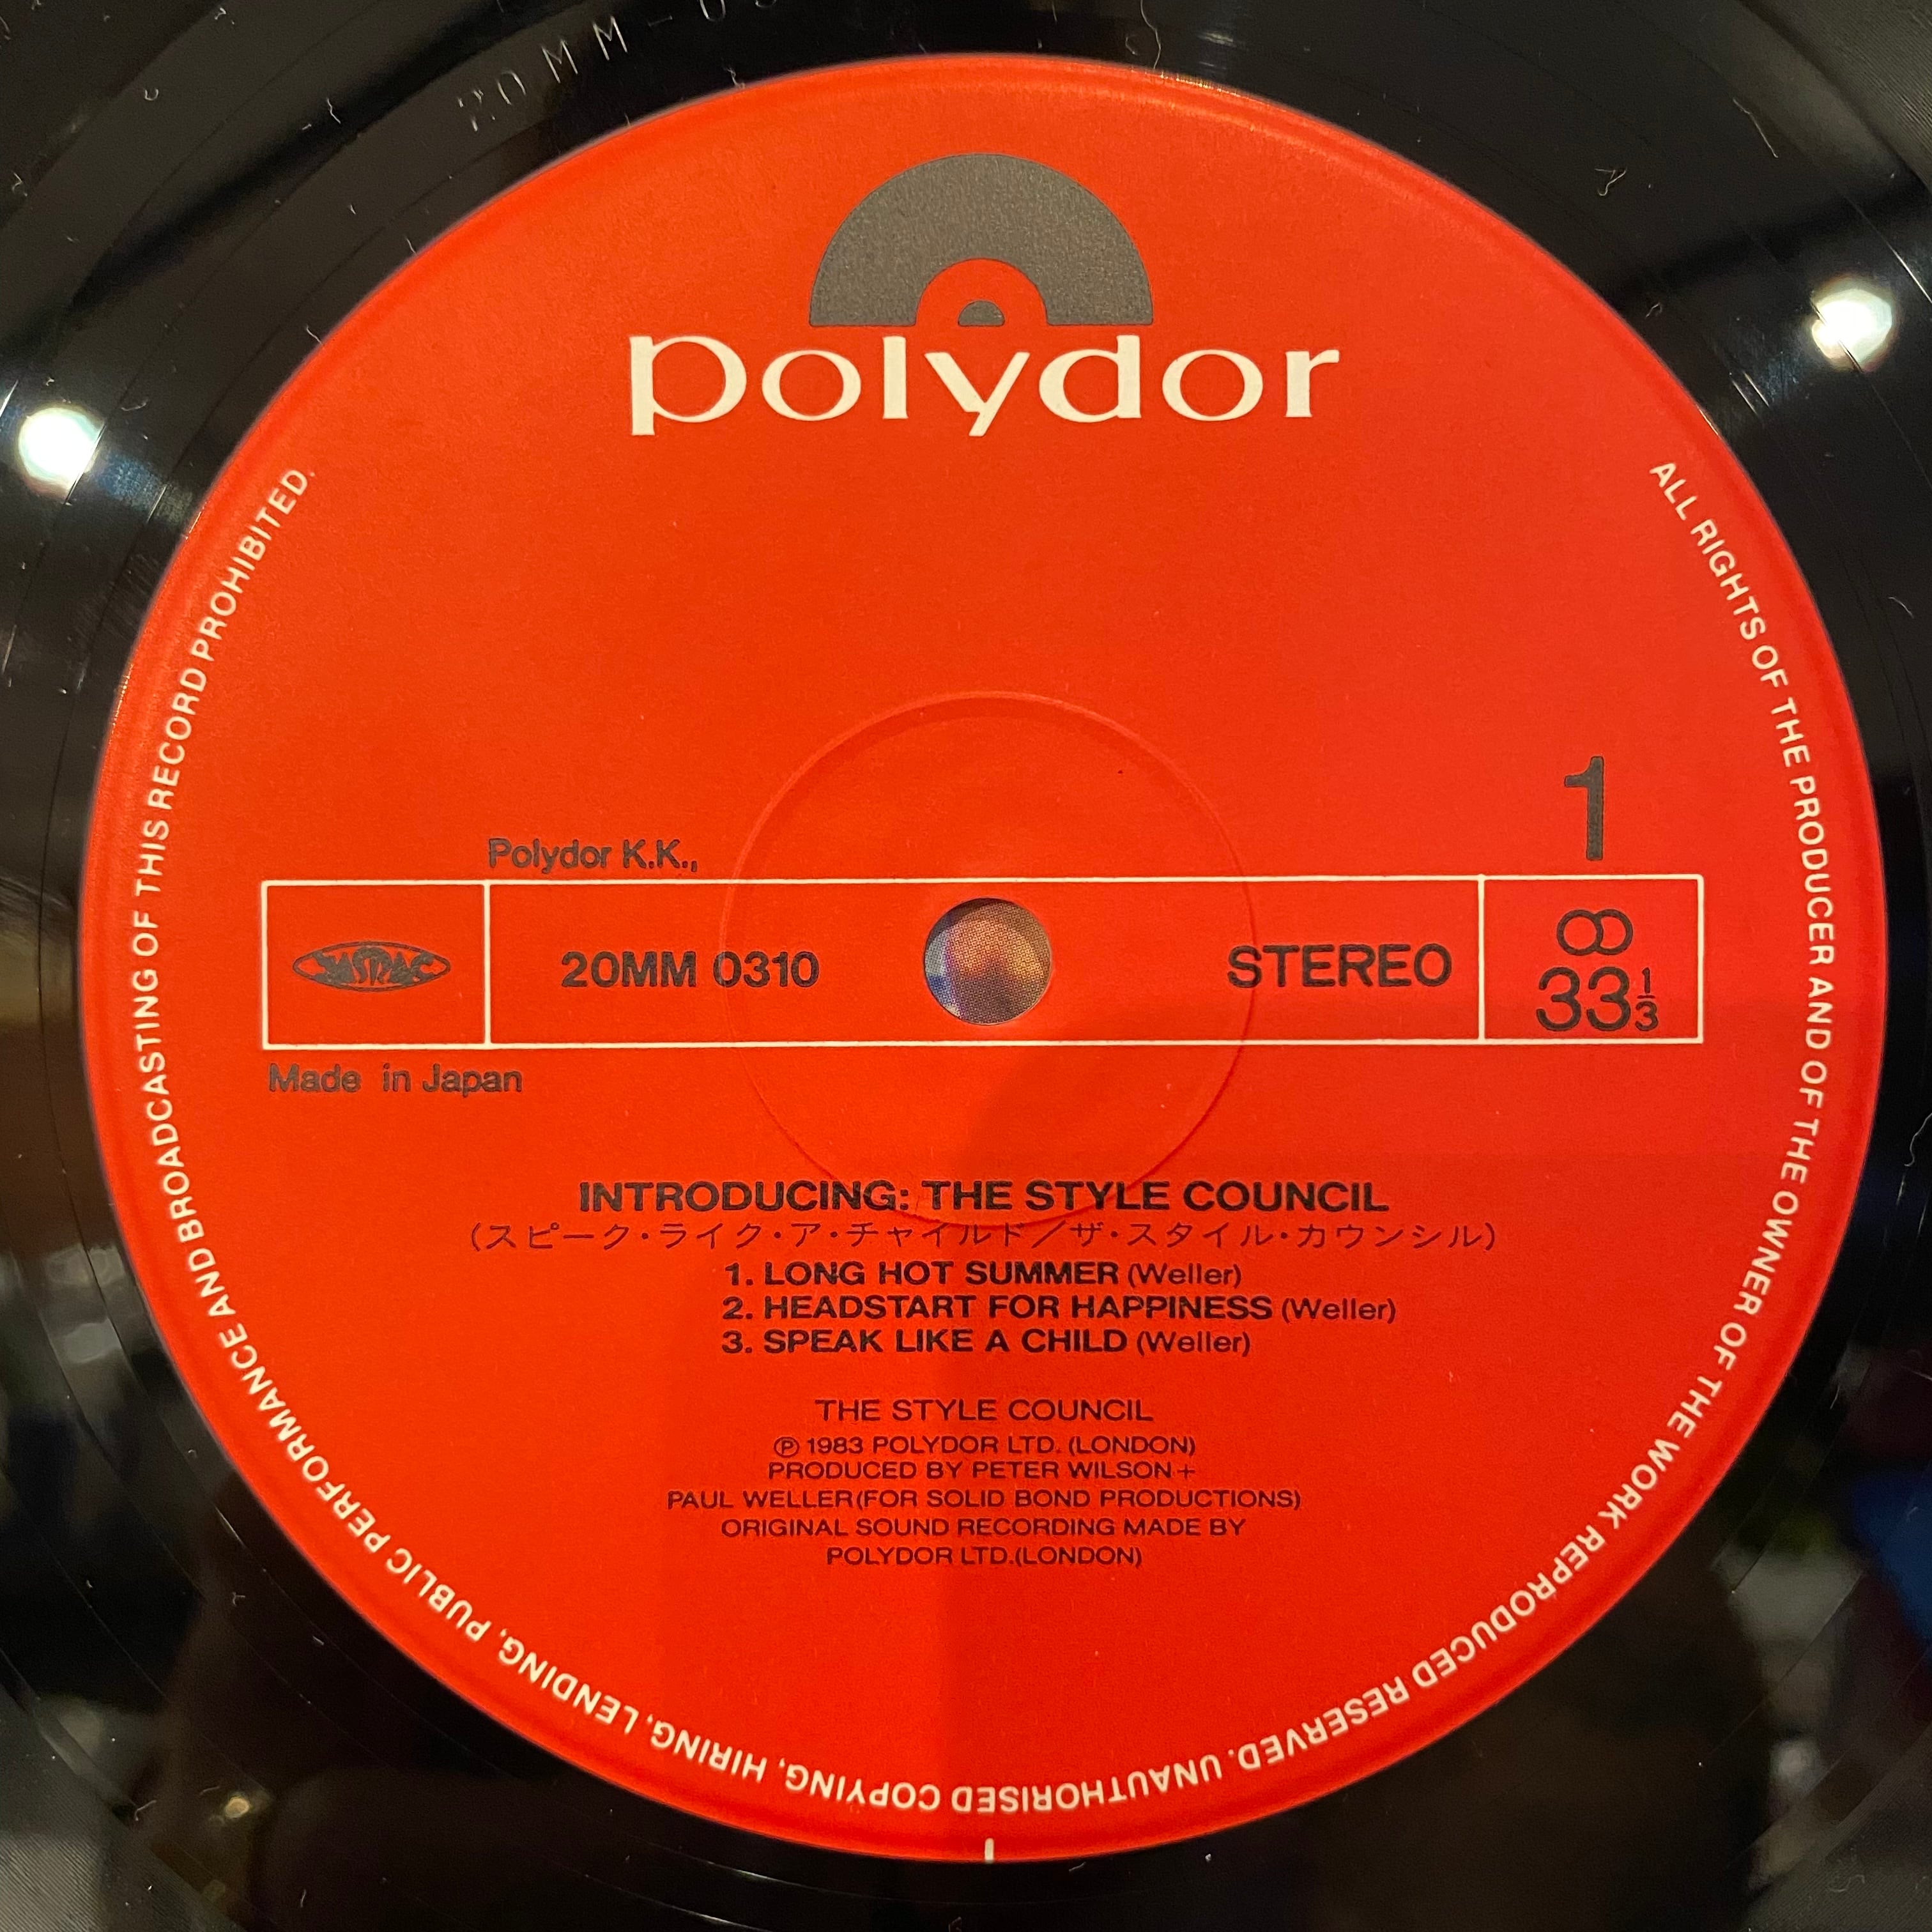 20MM-03
polydor
1
Polydor K.K.,
JASRAC
20MM 0310
STEREO
33 1/3
Made in Japan
INTRODUCING: THE STYLE COUNCIL
(スピーク・ライク・ア・チャイルド／ザ・スタイル・カウンシル)
1. LONG HOT SUMMER (Weller)
2. HEADSTART FOR HAPPINESS (Weller)
3. SPEAK LIKE A CHILD (Weller)
THE STYLE COUNCIL
℗ 1983 POLYDOR LTD. (LONDON)
PRODUCED BY PETER WILSON+
PAUL WELLER(FOR SOLID BOND PRODUCTIONS)
ORIGINAL SOUND RECORDING MADE BY
POLYDOR LTD.(LONDON)
ALL RIGHTS OF THE PRODUCER AND OF THE OWNER OF THE WORK REPRODUCED RESERVED. UNAUTHORISED COPYING, HIRING, LENDING, PUBLIC PERFORMANCE AND BROADCASTING OF THIS RECORD PROHIBITED.